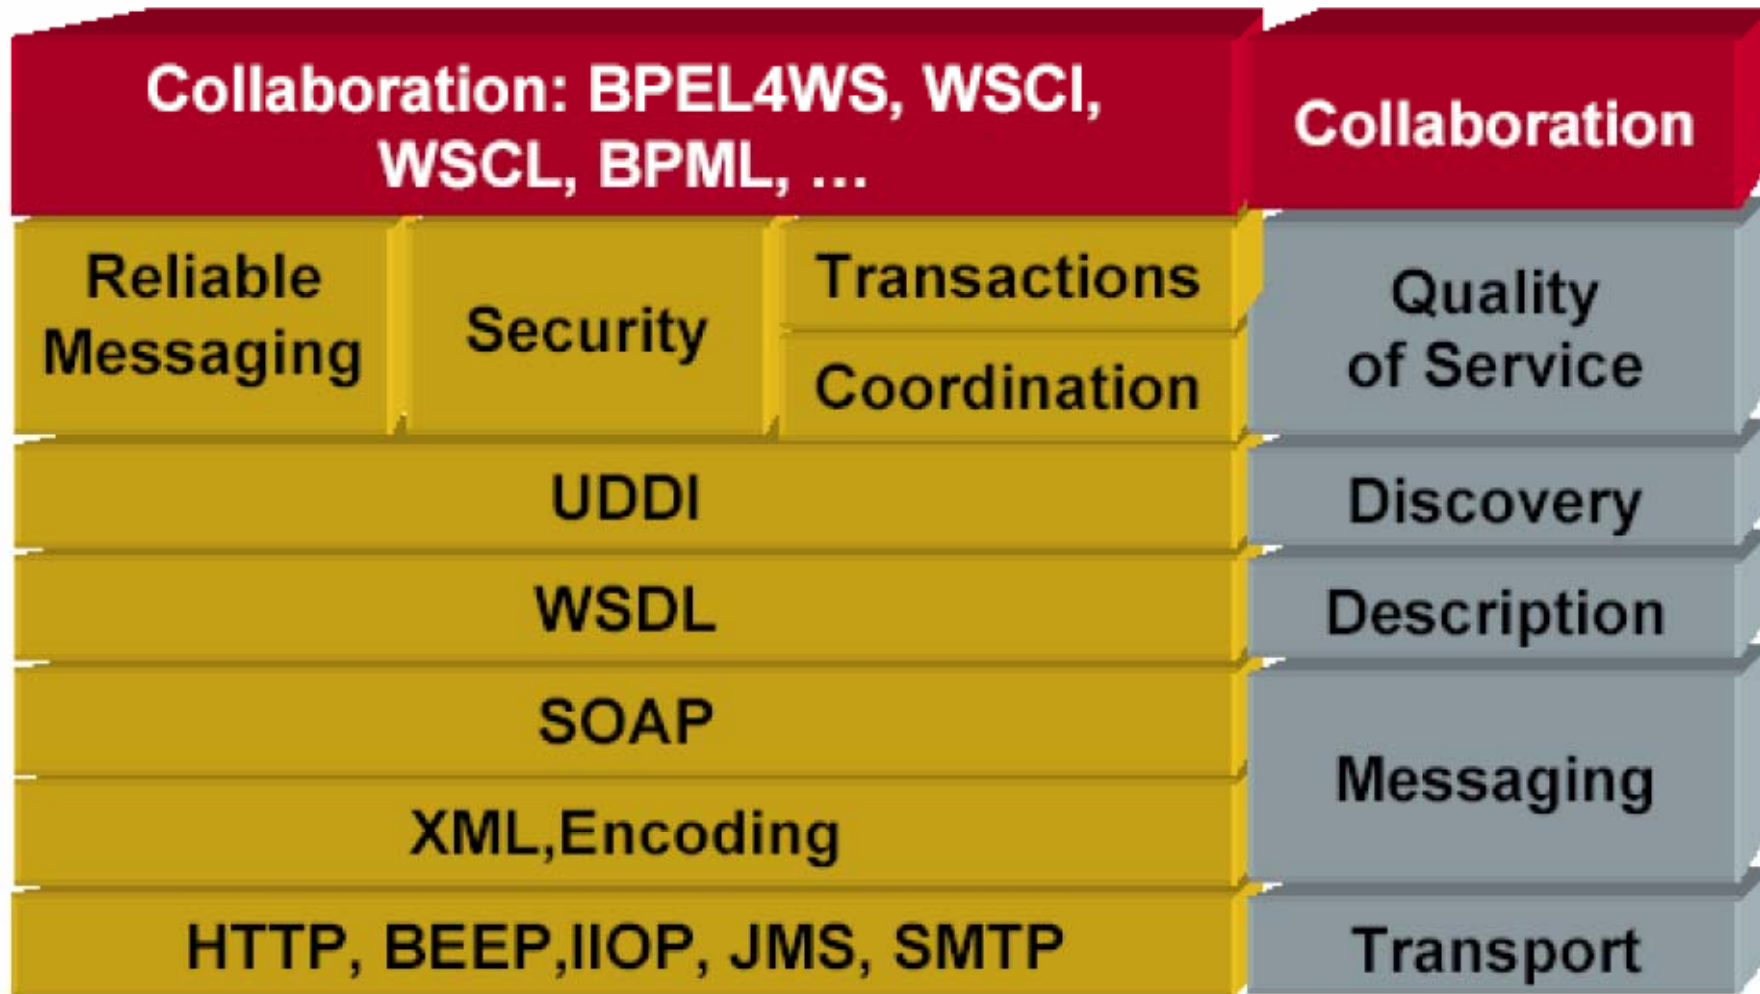 Collaboration: BPEL4WS, WSCI,
WSCL, BPML, ...
Collaboration
Reliable
Messaging
Security
Transactions
Coordination
Quality
of Service
UDDI
Discovery
WSDL
Description
SOAP
XML,Encoding
Messaging
HTTP, BEEP,IIOP, JMS, SMTP
Transport